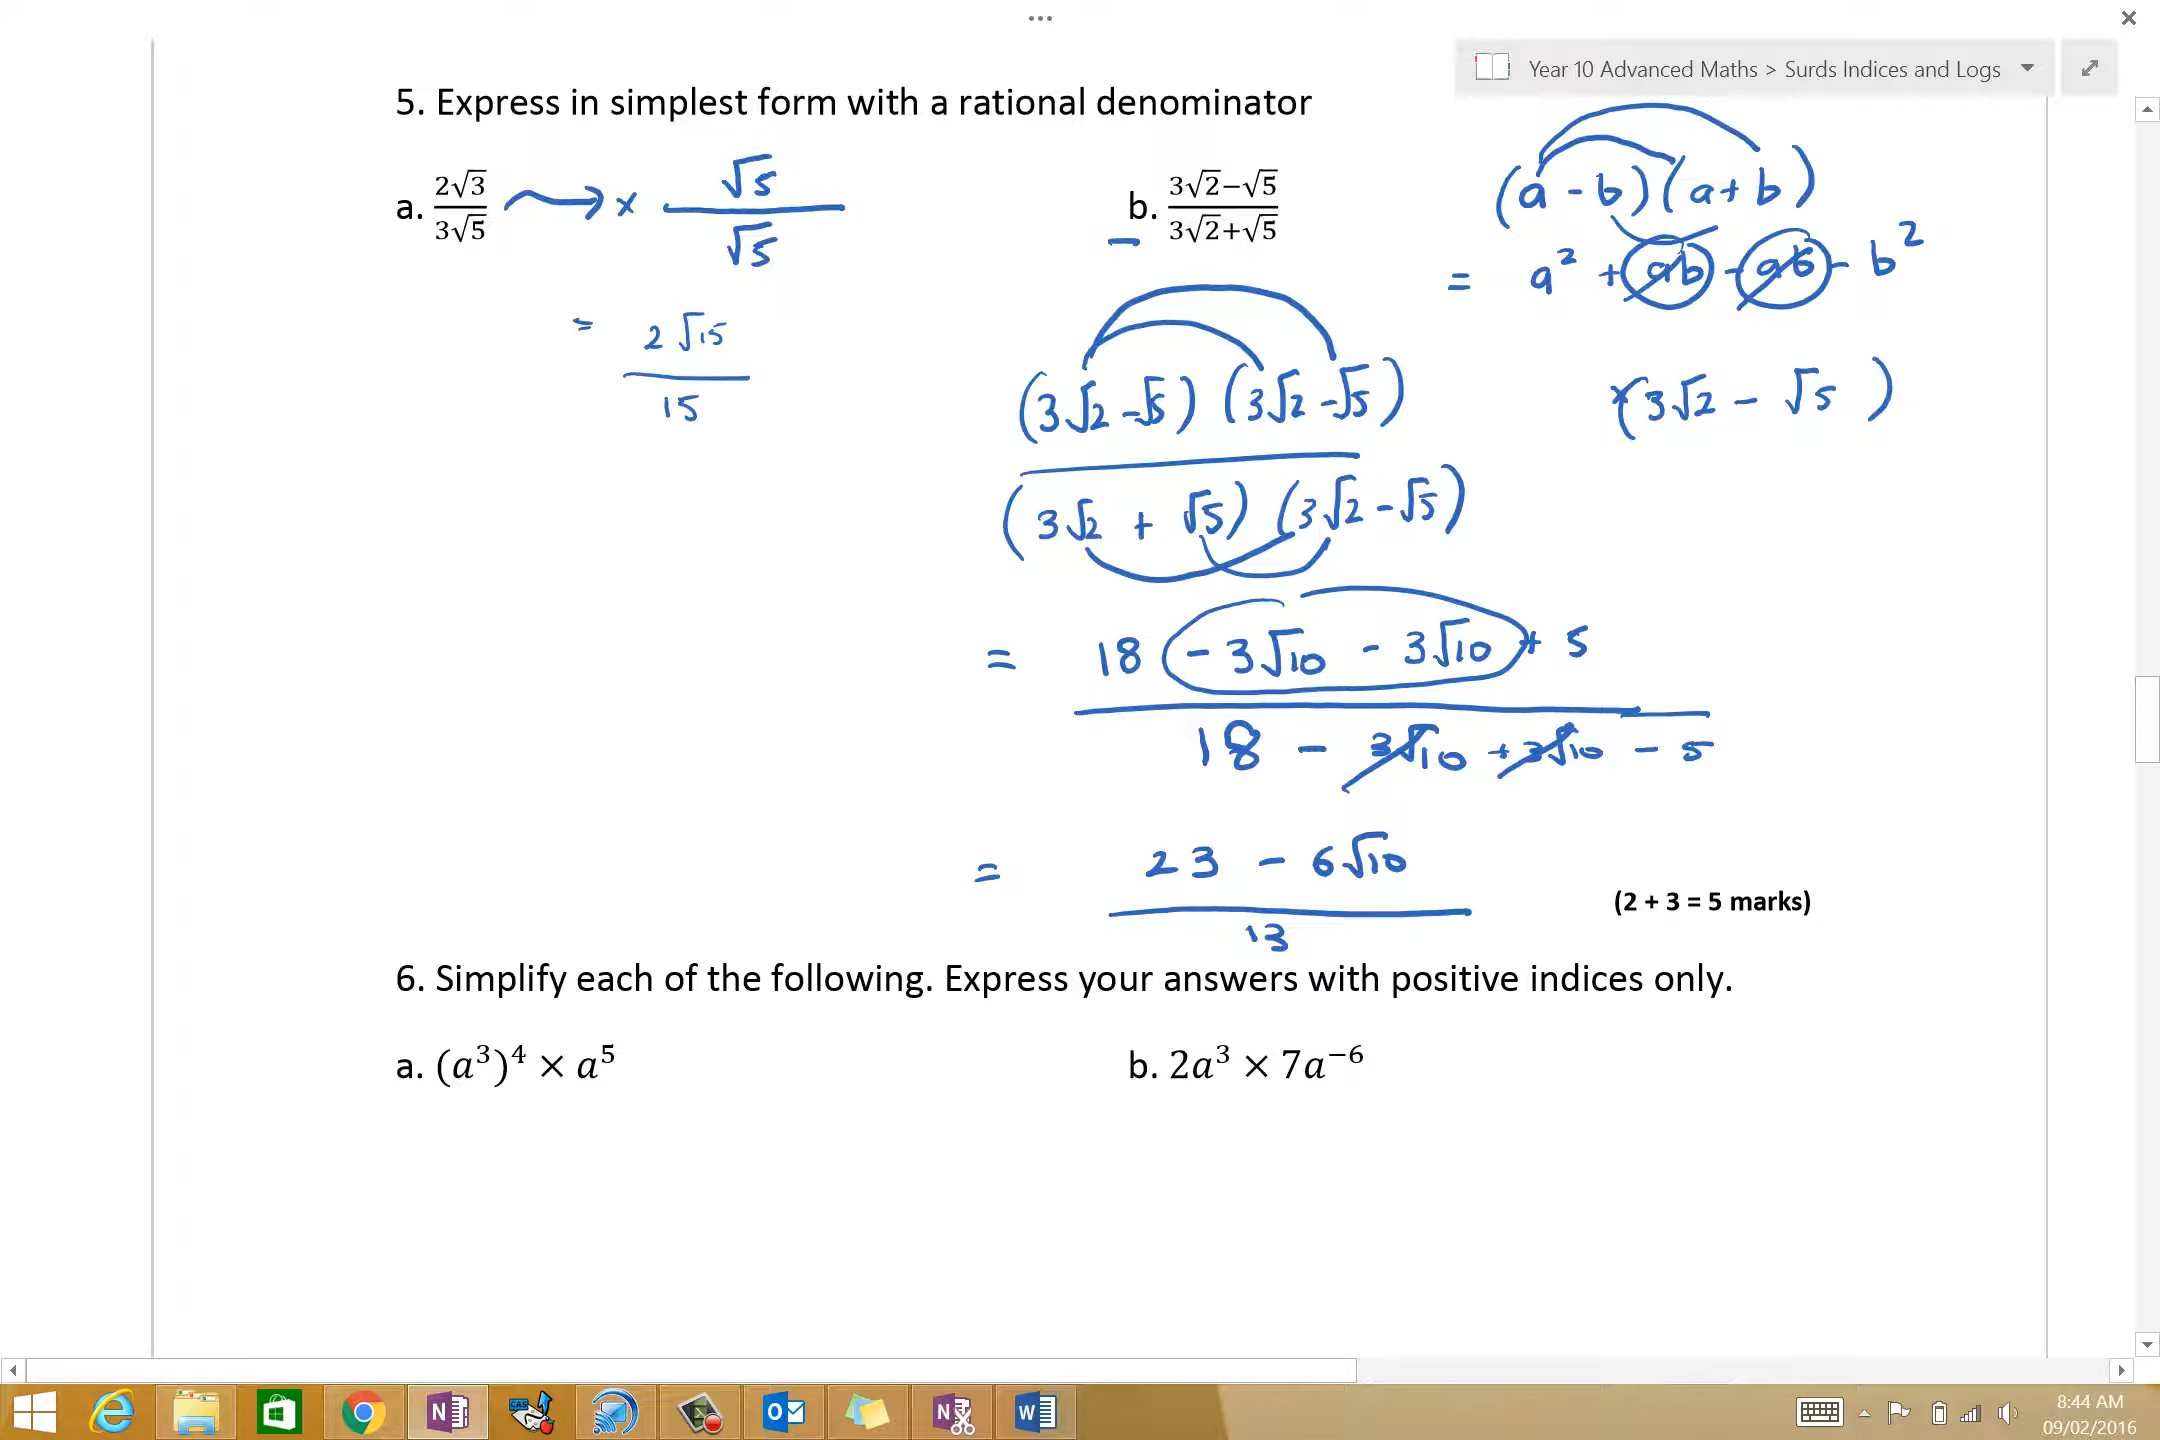 Year 10 Advanced Maths > Surds Indices and Logs
5. Express in simplest form with a rational denominator
a. 2√3/3√5 × √5/√5
= 2√15/15
b. (3√2−√5)/(3√2+√5)
(a - b)(a + b)
= a² + ab - ab - b²
×(3√2 - √5)
(3√2 - √5)(3√2 - √5)
(3√2 + √5)(3√2 - √5)
= 18 - 3√10 - 3√10 + 5
18 - 3√10 + 3√10 - 5
= 23 - 6√10
13
(2 + 3 = 5 marks)
6. Simplify each of the following. Express your answers with positive indices only.
a. (a³)⁴ × a⁵
b. 2a³ × 7a⁻⁶
8:44 AM
09/02/2016